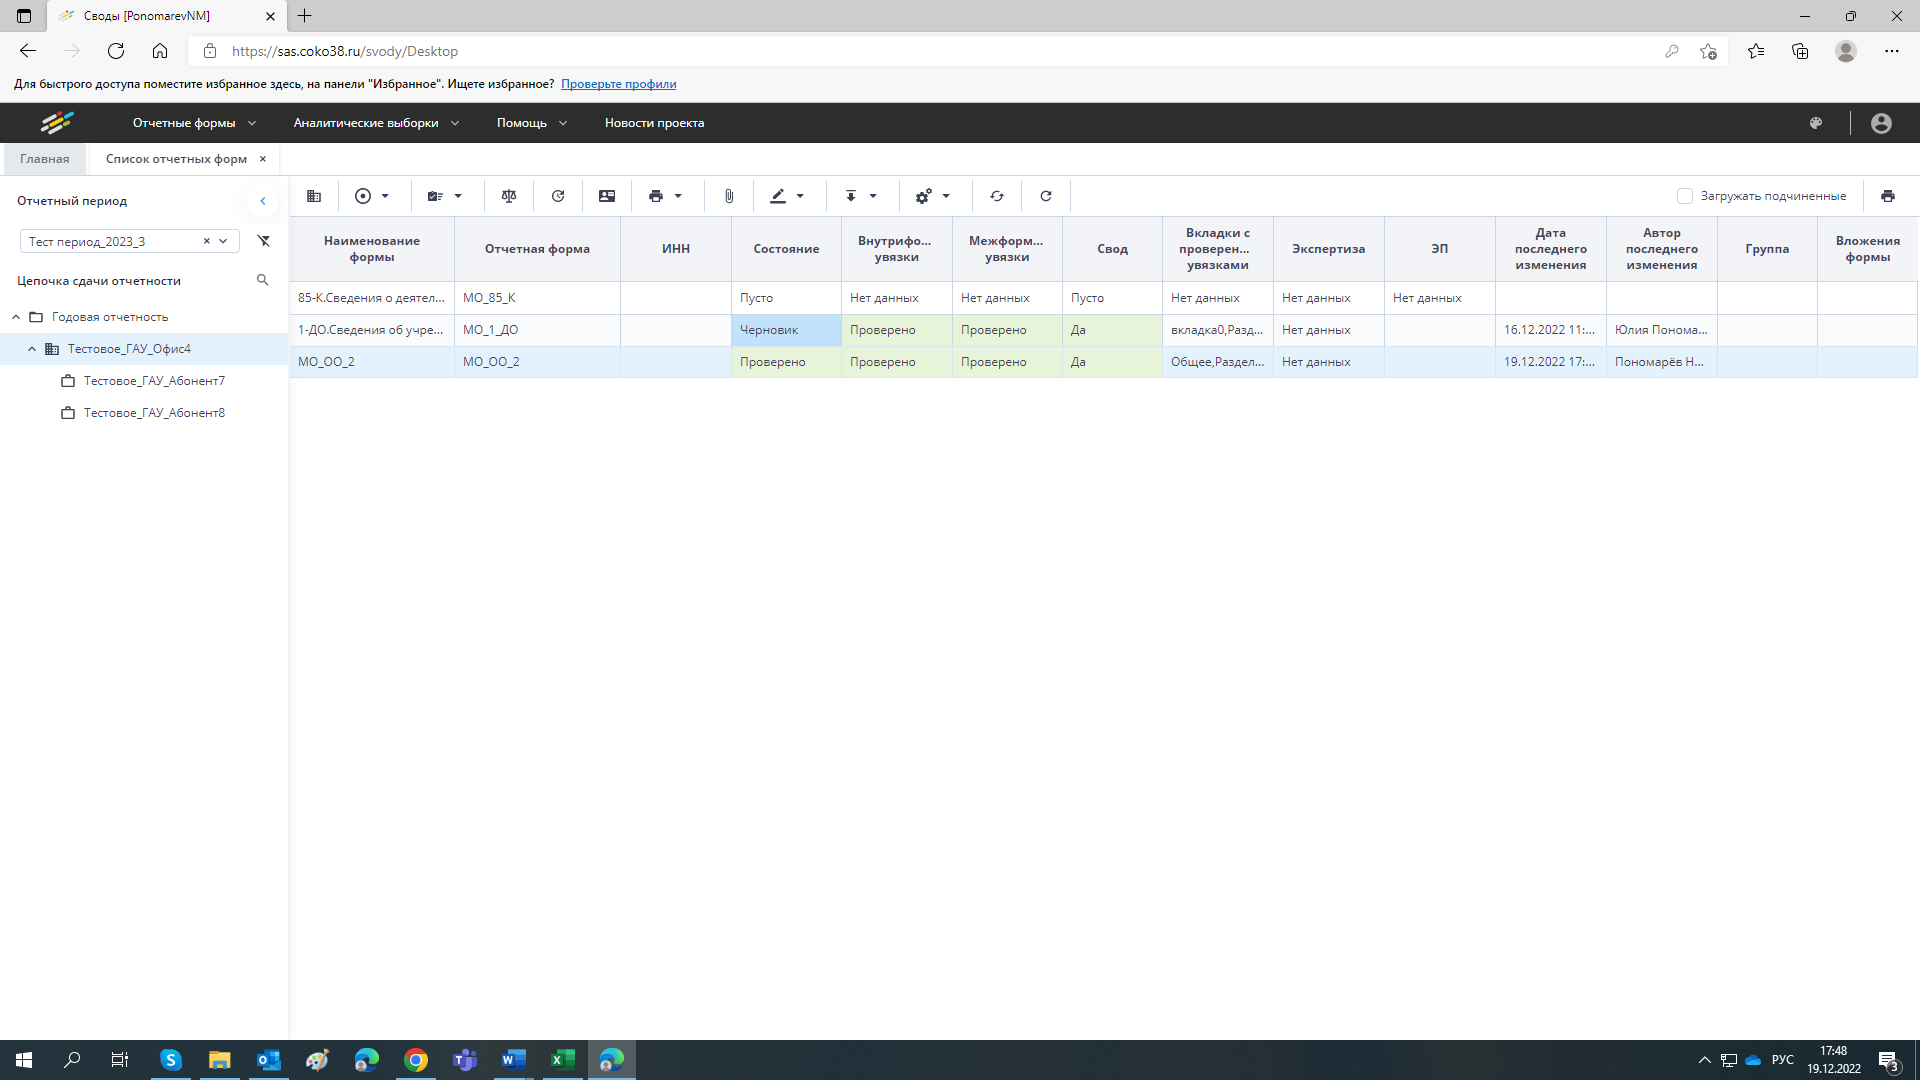 Своды [PonomarevNM]
https://sas.coko38.ru/svody/Desktop
Для быстрого доступа поместите избранное здесь, на панели "Избранное". Ищете избранное? Проверьте профили
Отчетные формы Аналитические выборки Помощь Новости проекта
Главная Список отчетных форм
Отчетный период
Загружать подчиненные
Тест период_2023_3
Цепочка сдачи отчетности
Годовая отчетность
Тестовое_ГАУ_Офис4
Тестовое_ГАУ_Абонент7
Тестовое_ГАУ_Абонент8
Наименование формы Отчетная форма ИНН Состояние Внутрифо... увязки Межформ... увязки Свод Вкладки с проверен... увязками Экспертиза ЭП Дата последнего изменения Автор последнего изменения Группа Вложения формы
85-К.Сведения о деятел... МО_85_К Пусто Нет данных Нет данных Пусто Нет данных Нет данных Нет данных
1-ДО.Сведения об учре... МО_1_ДО Черновик Проверено Проверено Да вкладка0,Разд... Нет данных 16.12.2022 11:... Юлия Понома...
МО_ОО_2 МО_ОО_2 Проверено Проверено Проверено Да Общее,Раздел... Нет данных 19.12.2022 17:... Пономарёв Н...
РУС
17:48
19.12.2022
3